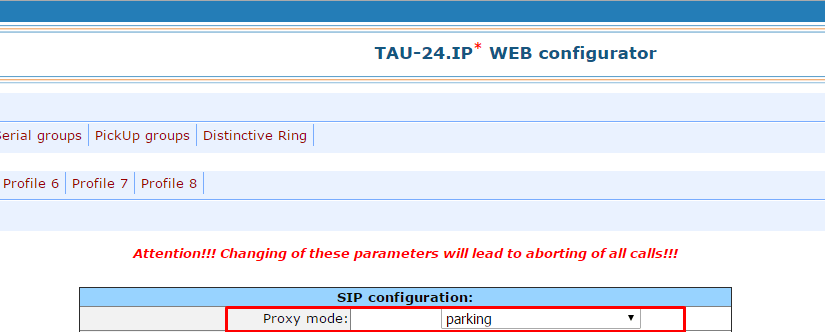 TAU-24.IP* WEB configurator
Serial groups PickUp groups Distinctive Ring
Profile 6 Profile 7 Profile 8
Attention!!! Changing of these parameters will lead to aborting of all calls!!!
SIP configuration:
Proxy mode: parking